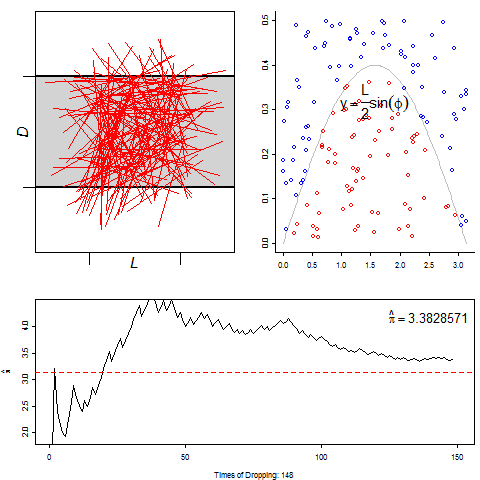 D
L
0.5
0.4
0.3
0.2
0.1
0.0
y = L/2 sin(ϕ)
0.0 0.5 1.0 1.5 2.0 2.5 3.0
π̂ = 3.3828571
4.0
3.5
3.0
2.5
2.0
π̂
0 50 100 150
Times of Dropping: 148